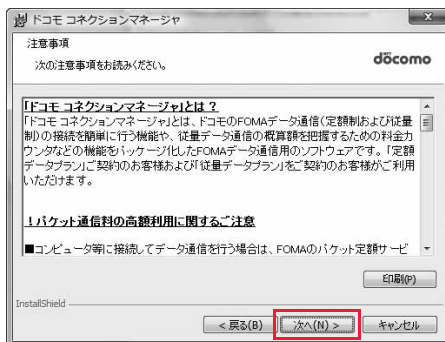 ドコモ コネクションマネージャ
注意事項
次の注意事項をお読みください。
döcomo
「ドコモ コネクションマネージャ」とは？
「ドコモ コネクションマネージャ」とは、ドコモのFOMAデータ通信（定額制および従量
制）の接続を簡単に行う機能や、従量データ通信の概算額を把握するための料金カ
ウンタなどの機能をパッケージ化したFOMAデータ通信用のソフトウェアです。「定額
データプラン」ご契約のお客様および「従量データプラン」をご契約のお客様がご利用
いただけます。
！パケット通信料の高額利用に関するご注意
■コンピュータ等に接続してデータ通信を行う場合は、FOMAのパケット定額サービ
印刷(P)
InstallShield
< 戻る(B)
次へ(N) >
キャンセル